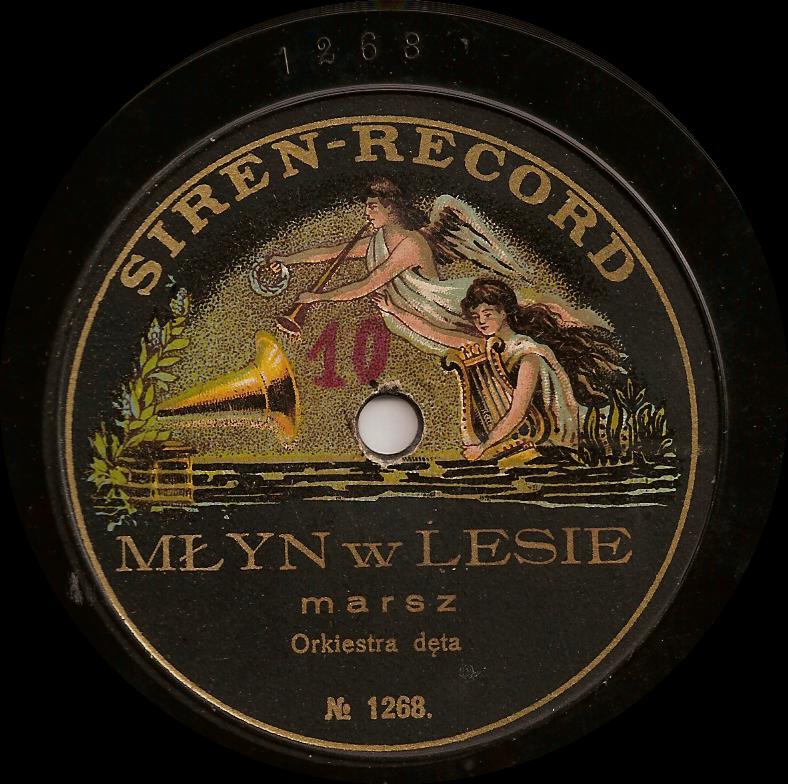 1268
SIREN-RECORD
10
MŁYN w LESIE
marsz
Orkiestra dęta
№ 1268.